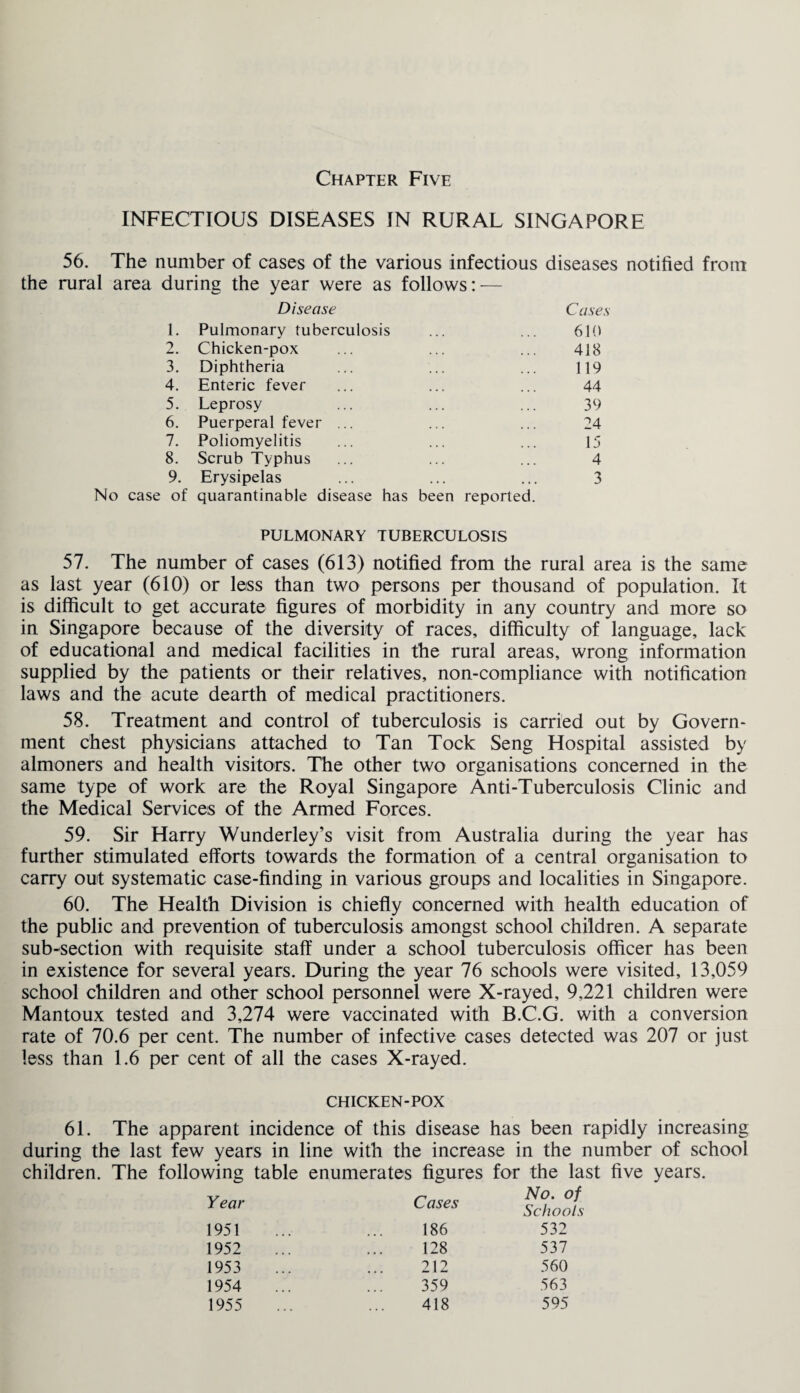 CHAPTER FIVE
INFECTIOUS DISEASES IN RURAL SINGAPORE
56. The number of cases of the various infectious diseases notified from
the rural area during the year were as follows: —
Disease Cases
1. Pulmonary tuberculosis ... ... 610
2. Chicken-pox ... ... ... 418
3. Diphtheria ... ... ... 119
4. Enteric fever ... ... ... 44
5. Leprosy ... ... ... 39
6. Puerperal fever ... ... ... 24
7. Poliomyelitis ... ... ... 15
8. Scrub Typhus ... ... ... 4
9. Erysipelas ... ... ... 3
No case of quarantinable disease has been reported.
PULMONARY TUBERCULOSIS
57. The number of cases (613) notified from the rural area is the same
as last year (610) or less than two persons per thousand of population. It
is difficult to get accurate figures of morbidity in any country and more so
in Singapore because of the diversity of races, difficulty of language, lack
of educational and medical facilities in the rural areas, wrong information
supplied by the patients or their relatives, non-compliance with notification
laws and the acute dearth of medical practitioners.
58. Treatment and control of tuberculosis is carried out by Govern-
ment chest physicians attached to Tan Tock Seng Hospital assisted by
almoners and health visitors. The other two organisations concerned in the
same type of work are the Royal Singapore Anti-Tuberculosis Clinic and
the Medical Services of the Armed Forces.
59. Sir Harry Wunderley's visit from Australia during the year has
further stimulated efforts towards the formation of a central organisation to
carry out systematic case-finding in various groups and localities in Singapore.
60. The Health Division is chiefly concerned with health education of
the public and prevention of tuberculosis amongst school children. A separate
sub-section with requisite staff under a school tuberculosis officer has been
in existence for several years. During the year 76 schools were visited, 13,059
school children and other school personnel were X-rayed, 9,221 children were
Mantoux tested and 3,274 were vaccinated with B.C.G. with a conversion
rate of 70.6 per cent. The number of infective cases detected was 207 or just
less than 1.6 per cent of all the cases X-rayed.
CHICKEN-POX
61. The apparent incidence of this disease has been rapidly increasing
during the last few years in line with the increase in the number of school
children. The following table enumerates figures for the last five years.
Year Cases No. of Schools
1951 ... ... 186 532
1952 ... ... 128 537
1953 ... ... 212 560
1954 ... ... 359 563
1955 ... ... 418 595